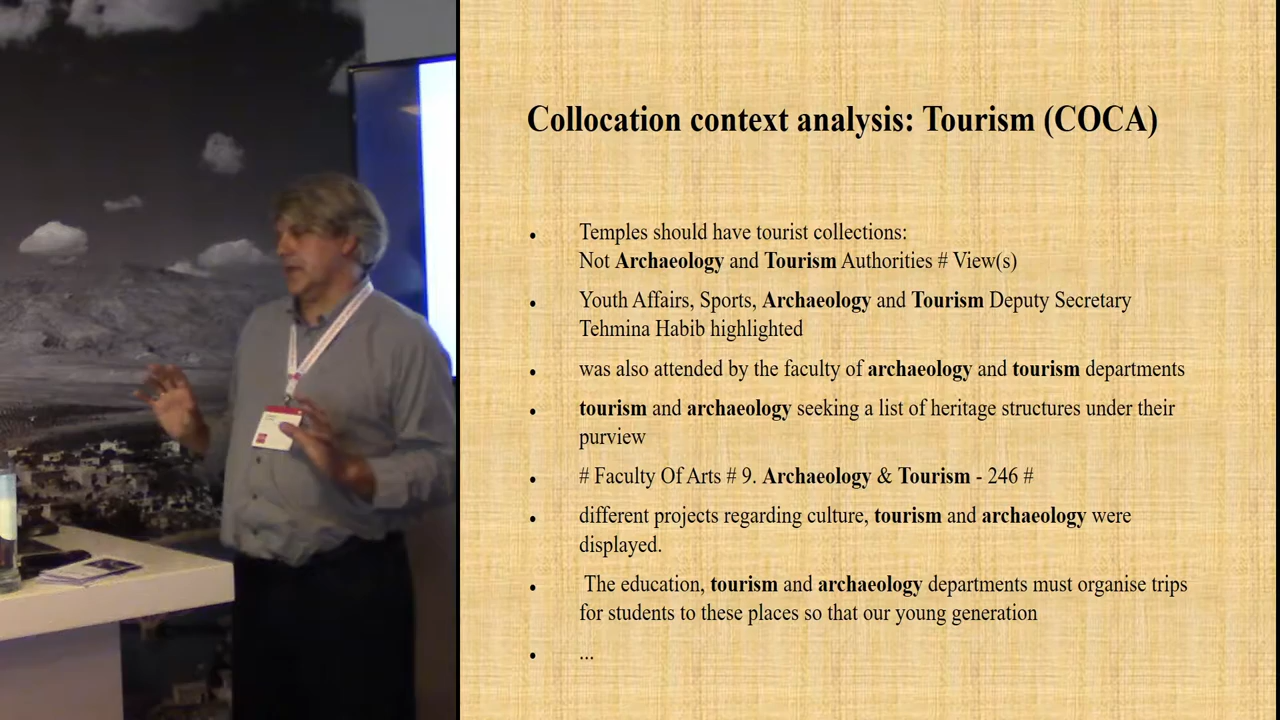 Collocation context analysis: Tourism (COCA)
• Temples should have tourist collections:
Not Archaeology and Tourism Authorities # View(s)
• Youth Affairs, Sports, Archaeology and Tourism Deputy Secretary
Tehmina Habib highlighted
• was also attended by the faculty of archaeology and tourism departments
• tourism and archaeology seeking a list of heritage structures under their
purview
• # Faculty Of Arts # 9. Archaeology & Tourism - 246 #
• different projects regarding culture, tourism and archaeology were
displayed.
• The education, tourism and archaeology departments must organise trips
for students to these places so that our young generation
• ...